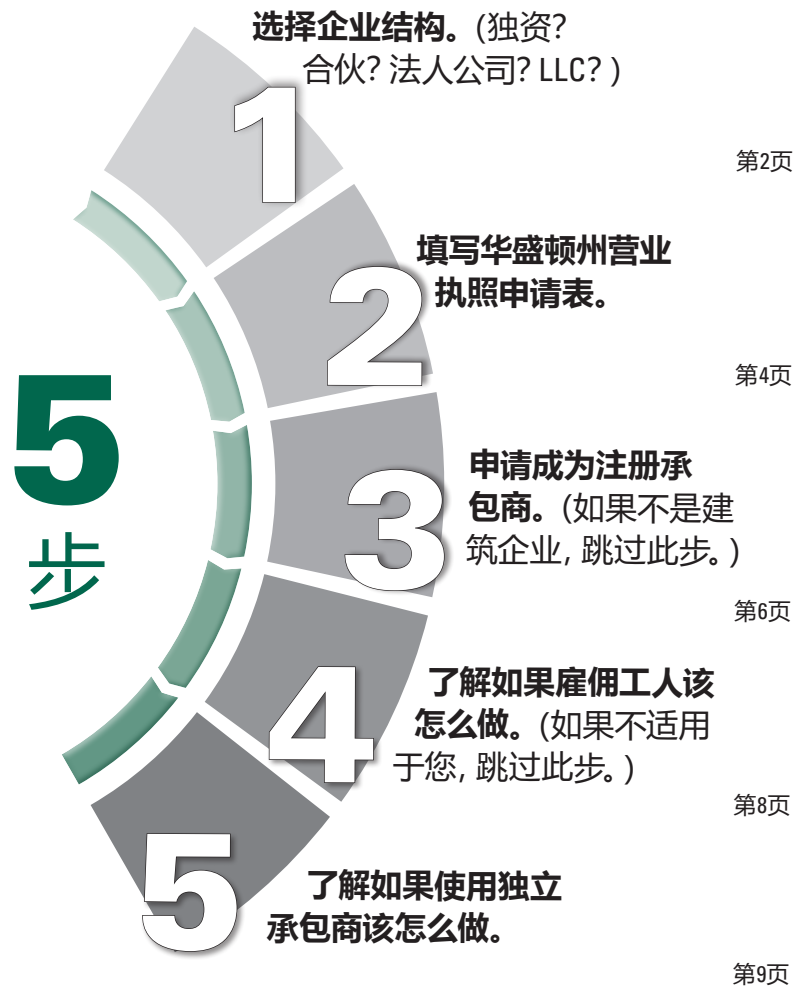 选择企业结构。(独资?
合伙? 法人公司? LLC? )
1
第2页
填写华盛顿州营业
执照申请表。
2
第4页
5
步
申请成为注册承
包商。(如果不是建
筑企业, 跳过此步。)
3
第6页
了解如果雇佣工人该
怎么做。(如果不适用
于您, 跳过此步。)
4
第8页
了解如果使用独立
承包商该怎么做。
5
第9页